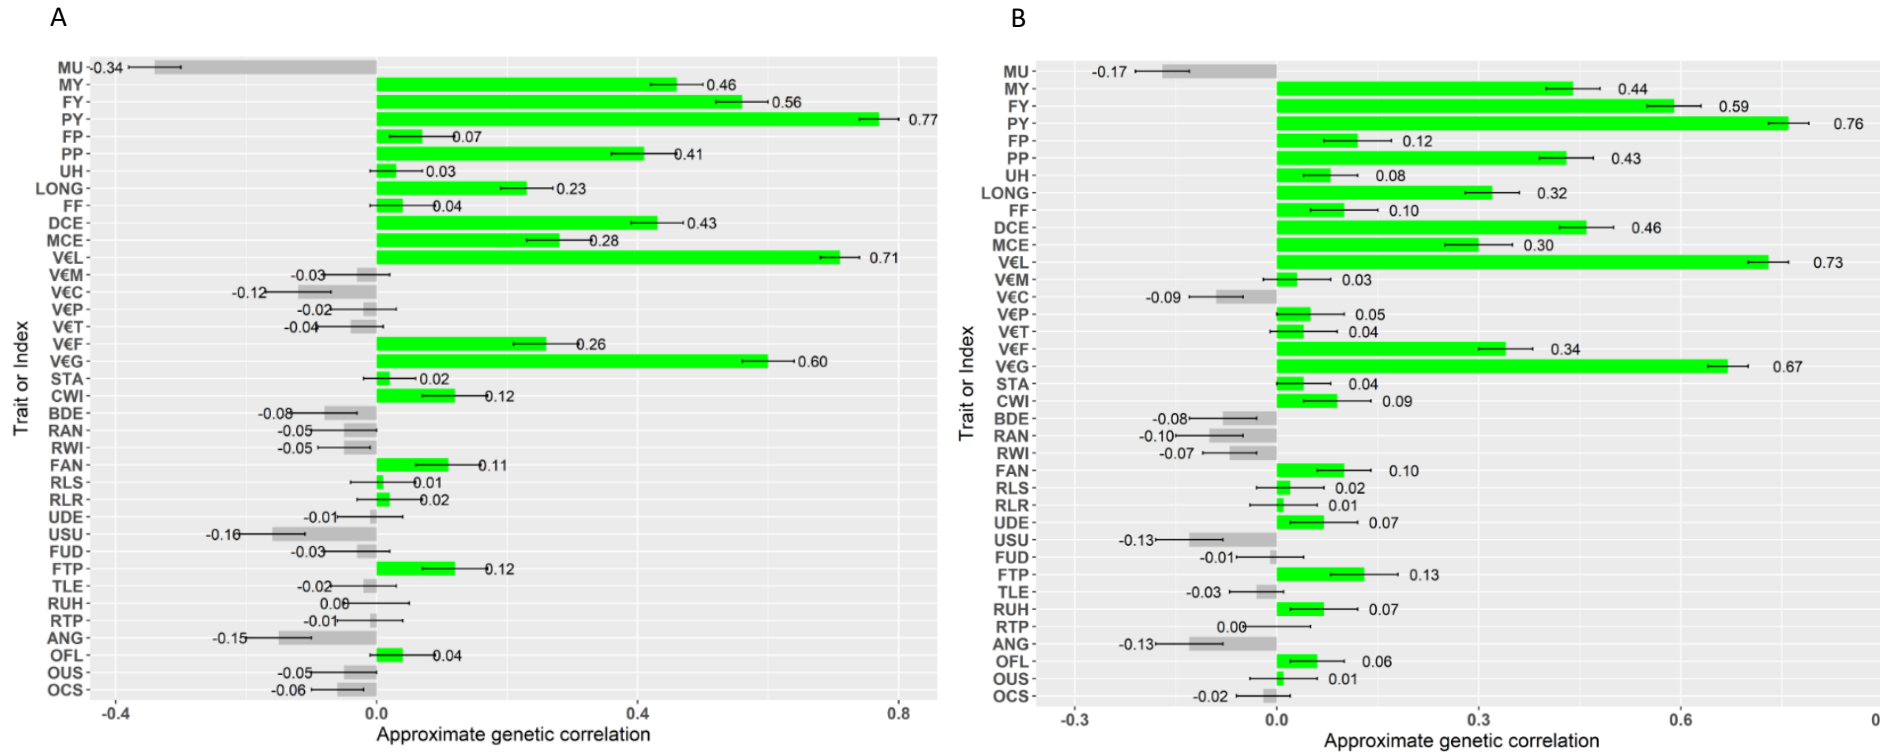 A
MU -0.34
MY 0.46
FY 0.56
PY 0.77
FP 0.07
PP 0.41
UH 0.03
LONG 0.23
FF 0.04
DCE 0.43
MCE 0.28
V€L 0.71
V€M -0.03
V€C -0.12
V€P -0.02
V€T -0.04
V€F 0.26
V€G 0.60
STA 0.02
CWI 0.12
BDE -0.08
RAN -0.05
RWI -0.05
FAN 0.11
RLS 0.01
RLR 0.02
UDE -0.01
USU -0.16
FUD -0.03
FTP 0.12
TLE -0.02
RUH 0.00
RTP -0.01
ANG -0.15
OFL 0.04
OUS -0.05
OCS -0.06
-0.4 0.0 0.4 0.8
Approximate genetic correlation
Trait or Index
B
MU -0.17
MY 0.44
FY 0.59
PY 0.76
FP 0.12
PP 0.43
UH 0.08
LONG 0.32
FF 0.10
DCE 0.46
MCE 0.30
V€L 0.73
V€M 0.03
V€C -0.09
V€P 0.05
V€T 0.04
V€F 0.34
V€G 0.67
STA 0.04
CWI 0.09
BDE -0.08
RAN -0.10
RWI -0.07
FAN 0.10
RLS 0.02
RLR 0.01
UDE 0.07
USU -0.13
FUD -0.01
FTP 0.13
TLE -0.03
RUH 0.07
RTP 0.00
ANG -0.13
OFL 0.06
OUS 0.01
OCS -0.02
-0.3 0.0 0.3 0.6
Approximate genetic correlation
Trait or Index